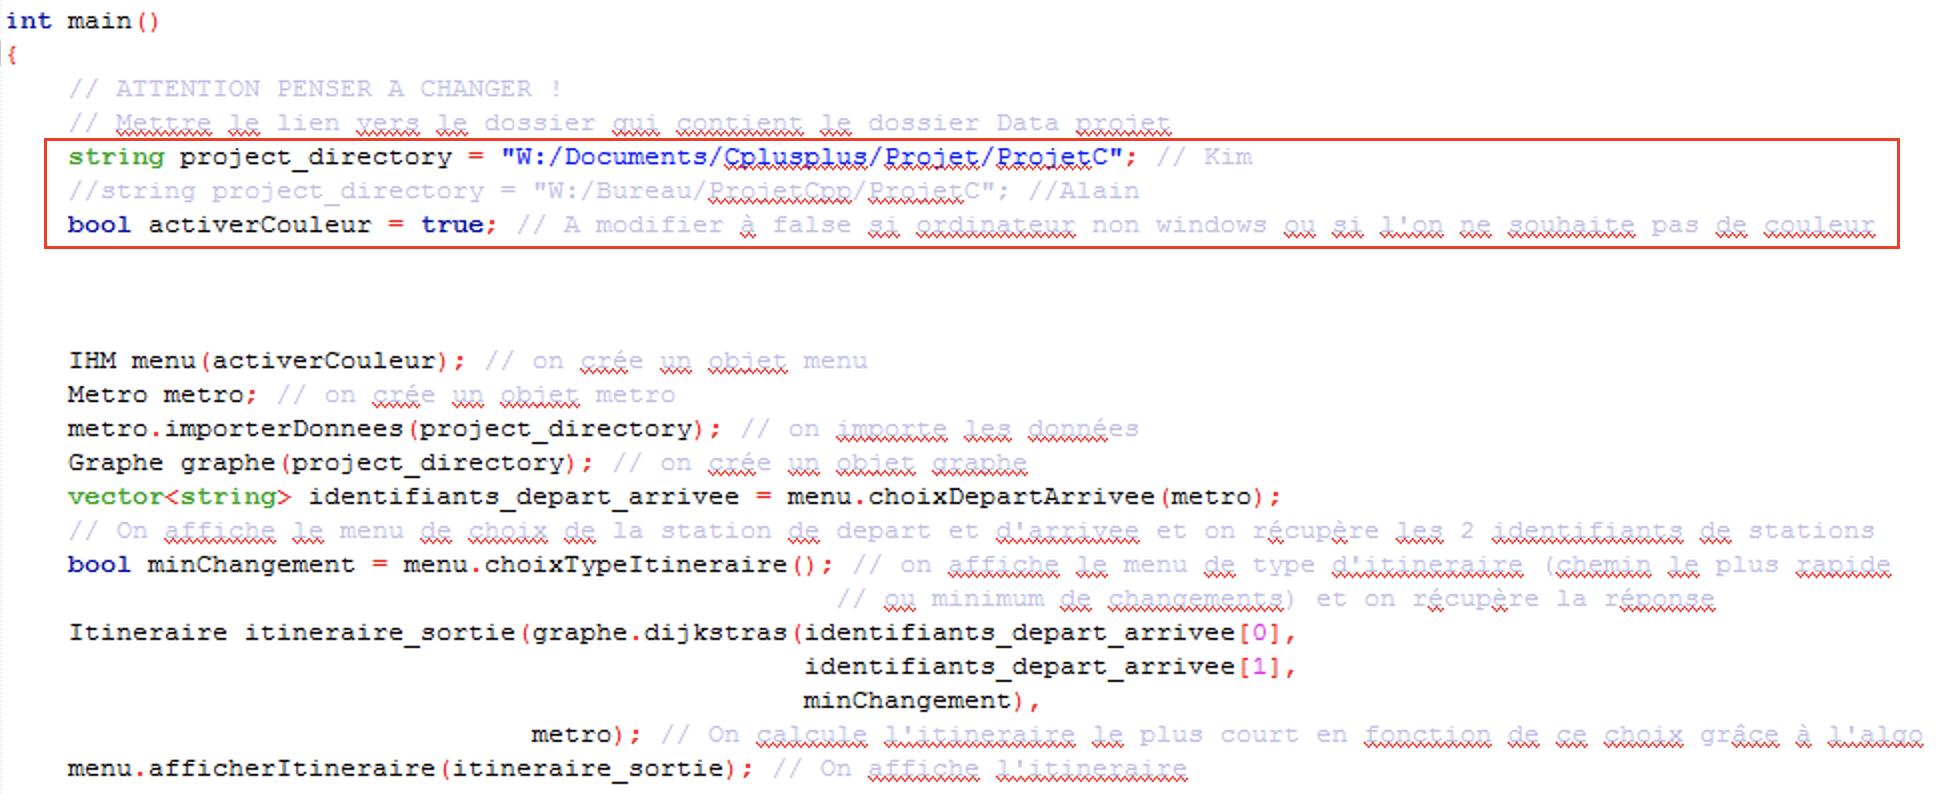 int main()
{
// ATTENTION PENSER A CHANGER !
// Mettre le lien vers le dossier qui contient le dossier Data projet
string project_directory = "W:/Documents/Cplusplus/Projet/ProjetC"; // Kim
//string project_directory = "W:/Bureau/ProjetCpp/ProjetC"; //Alain
bool activerCouleur = true; // A modifier à false si ordinateur non windows ou si l'on ne souhaite pas de couleur
IHM menu(activerCouleur); // on crée un objet menu
Metro metro; // on crée un objet metro
metro.importerDonnees(project_directory); // on importe les données
Graphe graphe(project_directory); // on crée un objet graphe
vector<string> identifiants_depart_arrivee = menu.choixDepartArrivee(metro);
// On affiche le menu de choix de la station de depart et d'arrivee et on récupère les 2 identifiants de stations
bool minChangement = menu.choixTypeItineraire(); // on affiche le menu de type d'itineraire (chemin le plus rapide
// ou minimum de changements) et on récupère la réponse
Itineraire itineraire_sortie(graphe.dijkstras(identifiants_depart_arrivee[0],
identifiants_depart_arrivee[1],
minChangement),
metro); // On calcule l'itineraire le plus court en fonction de ce choix grâce à l'algo
menu.afficherItineraire(itineraire_sortie); // On affiche l'itineraire